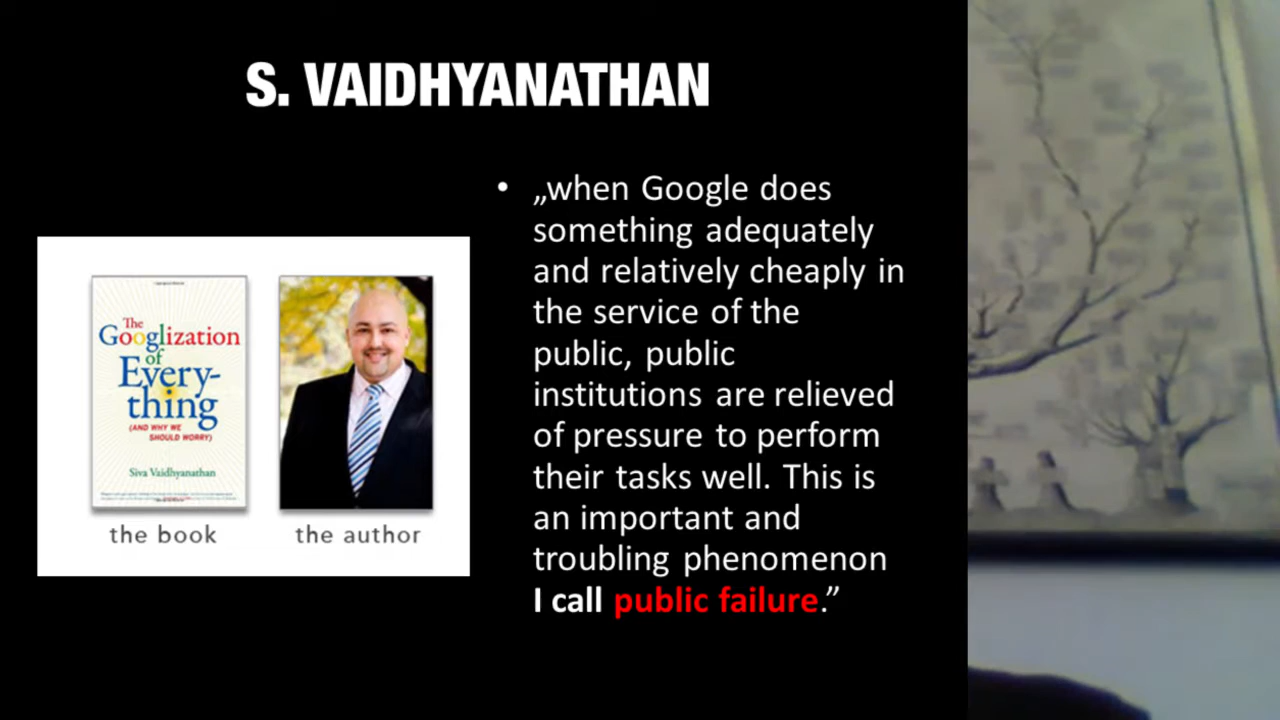 S. VAIDHYANATHAN
The
Googlization
of
Every-
thing
(AND WHY WE
SHOULD WORRY)
Siva Vaidhyanathan
the book
the author
• „when Google does
something adequately
and relatively cheaply in
the service of the
public, public
institutions are relieved
of pressure to perform
their tasks well. This is
an important and
troubling phenomenon
I call public failure.”